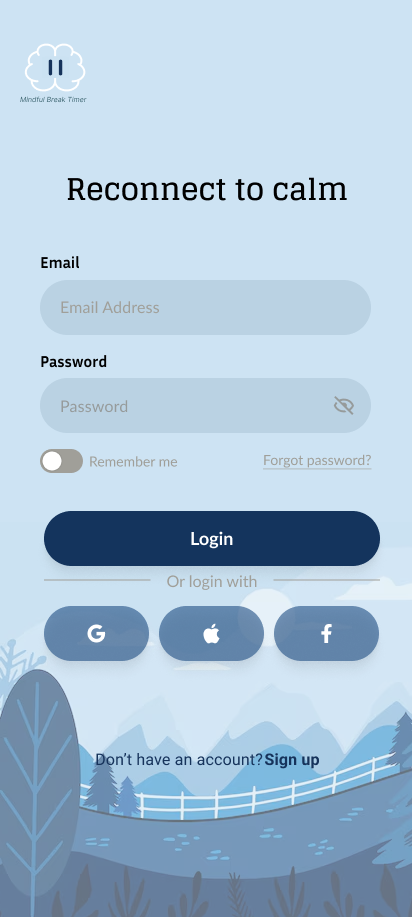 Mindful Break Timer
Reconnect to calm
Email
Email Address
Password
Password
Remember me
Forgot password?
Login
Or login with
Don't have an account? Sign up